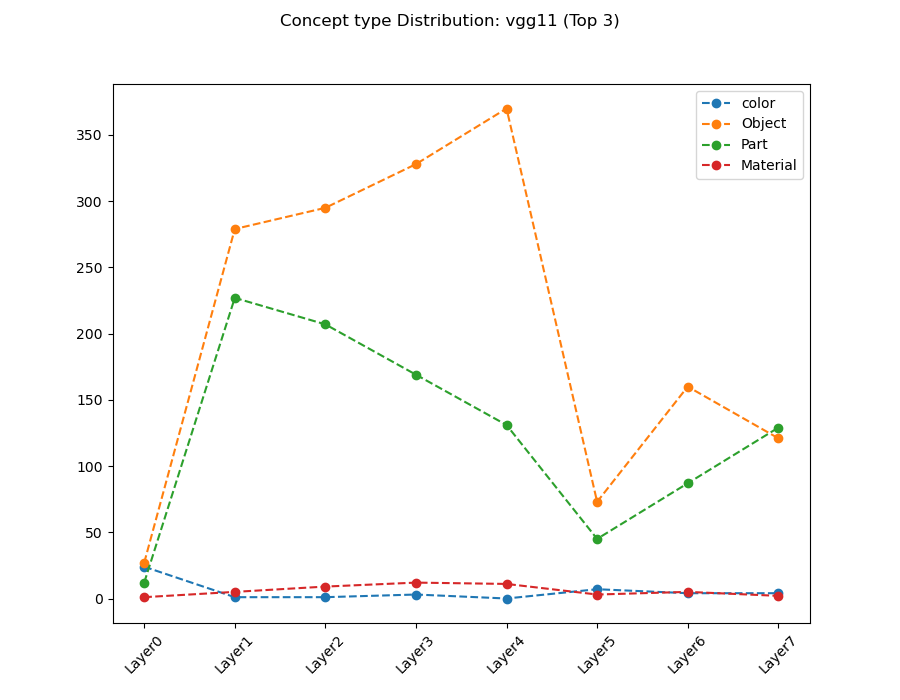 Concept type Distribution: vgg11 (Top 3)
color
Object
Part
Material
350
300
250
200
150
100
50
0
Layer0
Layer1
Layer2
Layer3
Layer4
Layer5
Layer6
Layer7